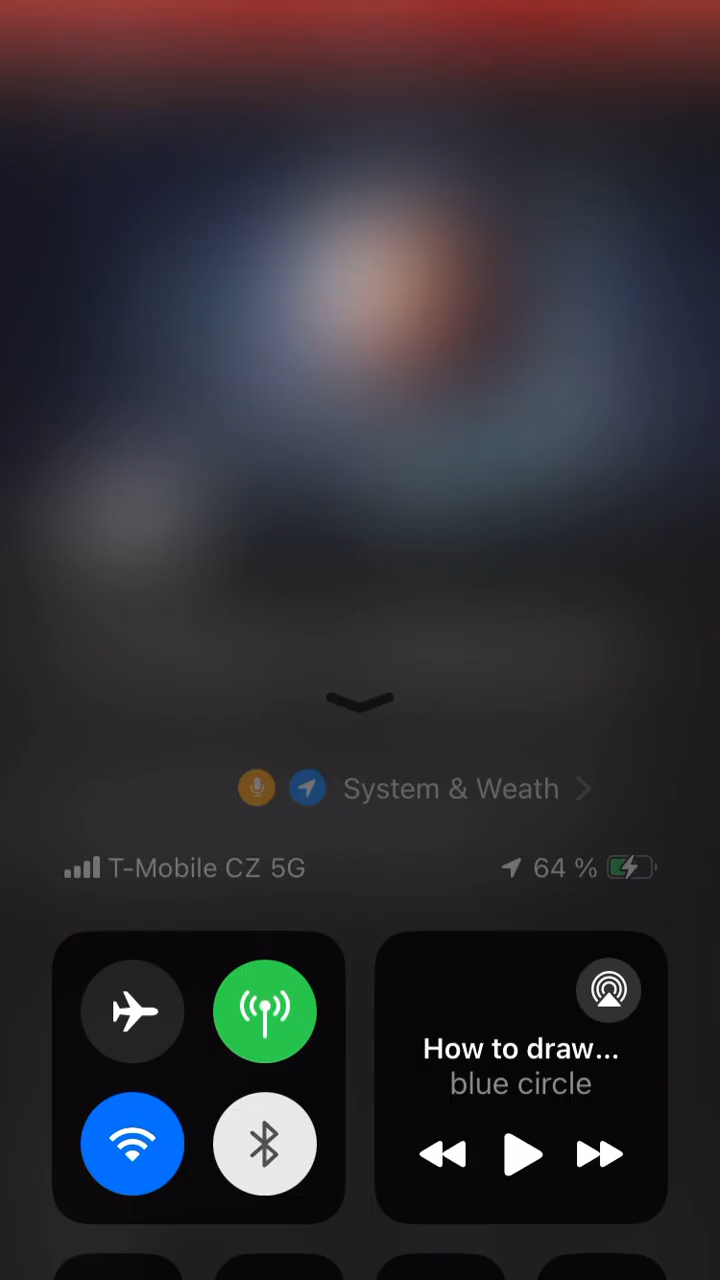 System & Weath
T-Mobile CZ 5G
64 %
How to draw...
blue circle